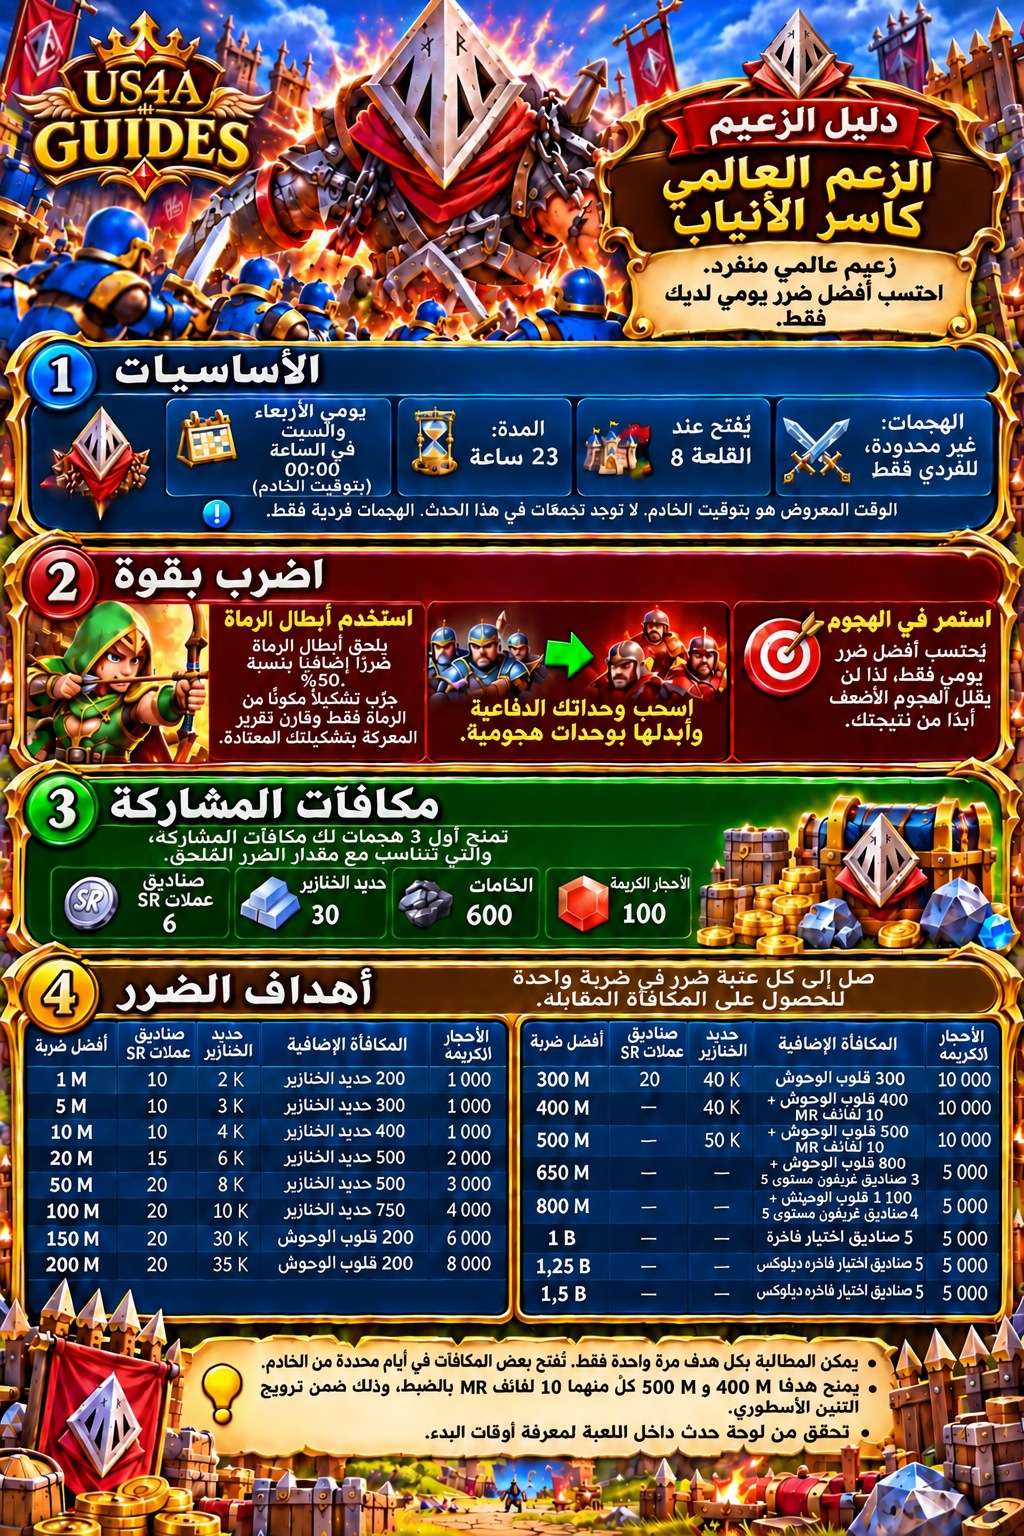 US4A
GUIDES
دليل الزعيم
الزعم العالمي
كاسر الأنياب
زعيم عالمي منفرد.
احتسب أفضل ضرر يومي لديك
فقط.
1 الأساسيات
الهجمات:
غير محدودة،
للفردي فقط
يُفتح عند
القلعة 8
المدة:
23 ساعة
يومي الأربعاء
والسبت
في الساعة
00:00
(بتوقيت الخادم)
الوقت المعروض هو بتوقيت الخادم. لا توجد تجمعات في هذا الحدث. الهجمات فردية فقط.
2 اضرب بقوة
استخدم أبطال الرماة
يلحق أبطال الرماة
ضررًا إضافيًا بنسبة
50%.
جرّب تشكيلاً مكونًا من
الرماة فقط وقارن تقرير
المعركة بتشكيلتك المعتادة.
اسحب وحداتك الدفاعية
وأبدلها بوحدات هجومية.
استمر في الهجوم
يُحتسب أفضل ضرر
يومي فقط، لذا لن
يقلل الهجوم الأضعف
أبدًا من نتيجتك.
3 مكافآت المشاركة
تمنح أول 3 هجمات لك مكافآت المشاركة،
والتي تتناسب مع مقدار الضرر المُلحق.
الأحجار الكريمة
100
الخامات
600
حديد الخنازير
30
صناديق
عملات SR
6
SR
4 أهداف الضرر
صل إلى كل عتبة ضرر في ضربة واحدة
للحصول على المكافأة المقابلة.
أفضل ضربة | صناديق عملات SR | حديد الخنازير | المكافأة الإضافية | الأحجار الكريمة
1 M | 10 | 2 K | 200 حديد الخنازير | 1 000
5 M | 10 | 3 K | 300 حديد الخنازير | 1 000
10 M | 10 | 4 K | 400 حديد الخنازير | 1 000
20 M | 15 | 6 K | 500 حديد الخنازير | 2 000
50 M | 20 | 8 K | 500 حديد الخنازير | 3 000
100 M | 20 | 10 K | 750 حديد الخنازير | 4 000
150 M | 20 | 30 K | 200 قلوب الوحوش | 6 000
200 M | 20 | 35 K | 200 قلوب الوحوش | 8 000
أفضل ضربة | صناديق عملات SR | حديد الخنازير | المكافأة الإضافية | الأحجار الكريمة
300 M | 20 | 40 K | 300 قلوب الوحوش | 10 000
400 M | — | 40 K | 400 قلوب الوحوش + 10 لفائف MR | 10 000
500 M | — | 50 K | 500 قلوب الوحوش + 10 لفائف MR | 10 000
650 M | — | — | 800 قلوب الوحوش + 3 صناديق غريفون مستوى 5 | 5 000
800 M | — | — | 1 100 قلوب الوحيش + 4 صناديق غريفون مستوى 5 | 5 000
1 B | — | — | 5 صناديق اختيار فاخرة | 5 000
1,25 B | — | — | 5 صناديق اختيار فاخره ديلوكس | 5 000
1,5 B | — | — | 5 صناديق اختيار فاخره ديلوكس | 5 000
• يمكن المطالبة بكل هدف مرة واحدة فقط. تُفتح بعض المكافآت في أيام محددة من الخادم.
• يمنح هدفا 400 M و 500 M كلٌ منهما 10 لفائف MR بالضبط، وذلك ضمن ترويج
التنين الأسطوري.
• تحقق من لوحة حدث داخل اللعبة لمعرفة أوقات البدء.